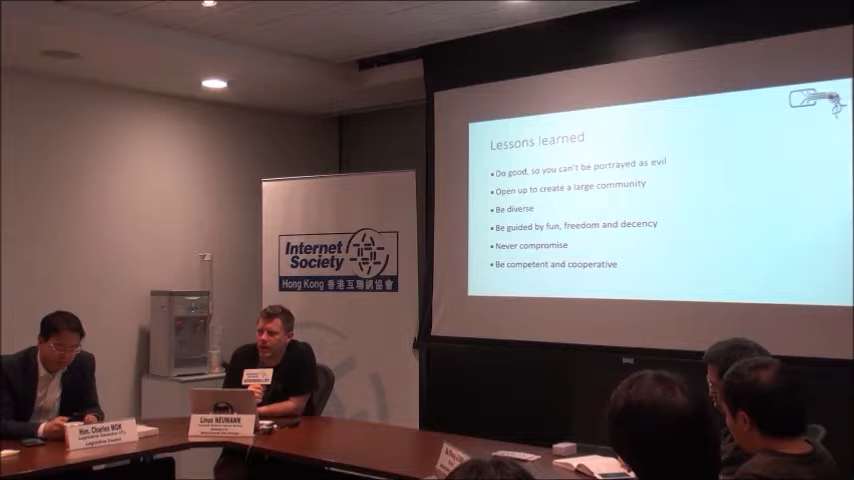 Lessons learned
• Do good, so you can't be portrayed as evil
• Open up to create a large community
• Be diverse
• Be guided by fun, freedom and decency
• Never compromise
• Be competent and cooperative
Internet
Society
Hong Kong 香港互聯網協會
Hon. Charles MOK
Legislative Council
Linus NEUMANN